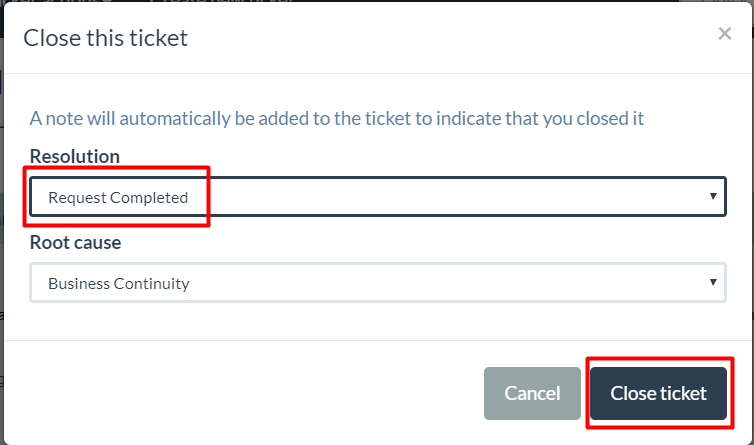 Close this ticket
×
A note will automatically be added to the ticket to indicate that you closed it
Resolution
Request Completed
Root cause
Business Continuity
Cancel
Close ticket